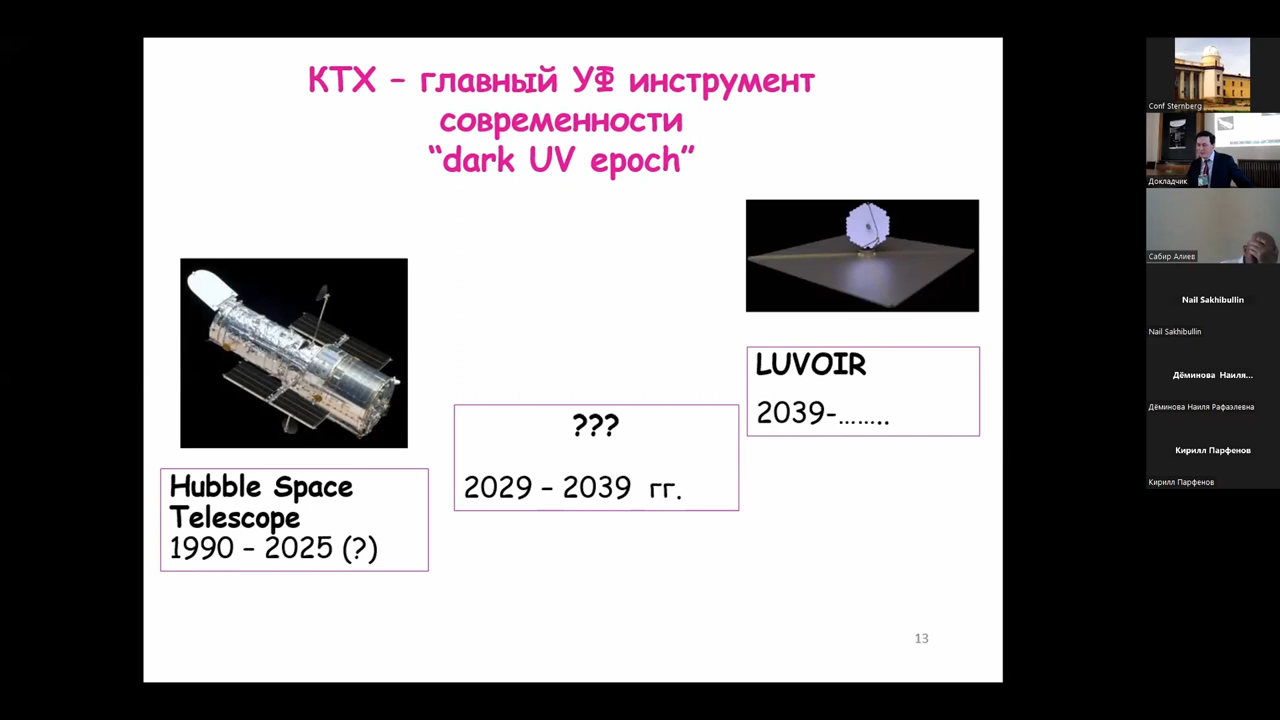 КТХ – главный УФ инструмент
современности
“dark UV epoch”
LUVOIR
2039-……..
???
2029 – 2039 гг.
Hubble Space
Telescope
1990 – 2025 (?)
13
Conf Sternberg
Докладчик
Сабир Алиев
Nail Sakhibullin
Nail Sakhibullin
Дёминова Наиля...
Дёминова Наиля Рафаэлевна
Кирилл Парфенов
Кирилл Парфенов